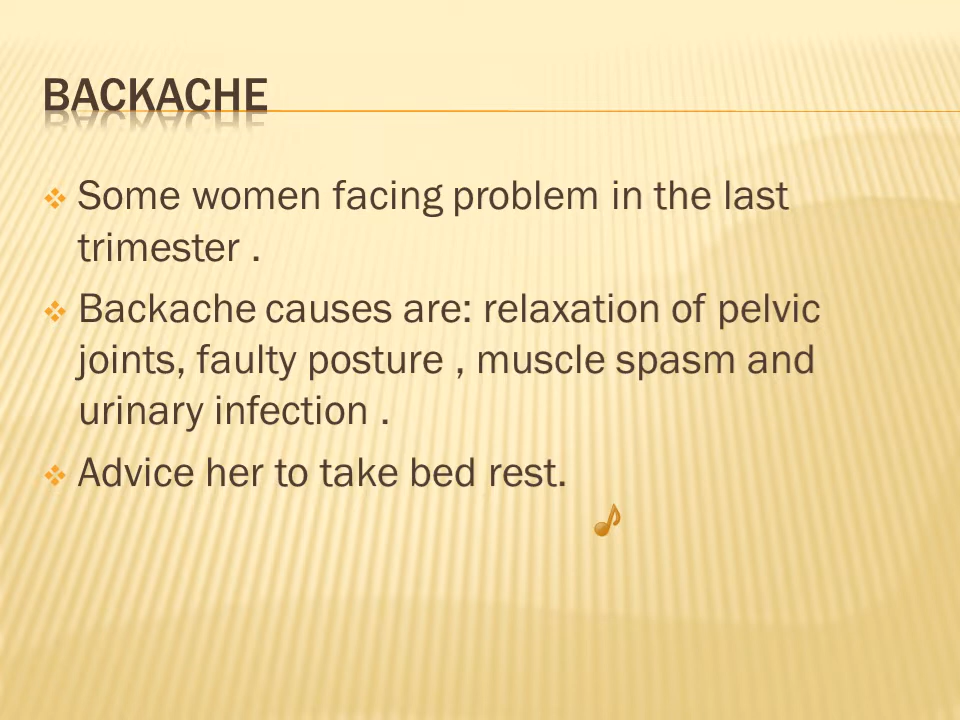 BACKACHE
Some women facing problem in the last
trimester .
Backache causes are: relaxation of pelvic
joints, faulty posture , muscle spasm and
urinary infection .
Advice her to take bed rest.